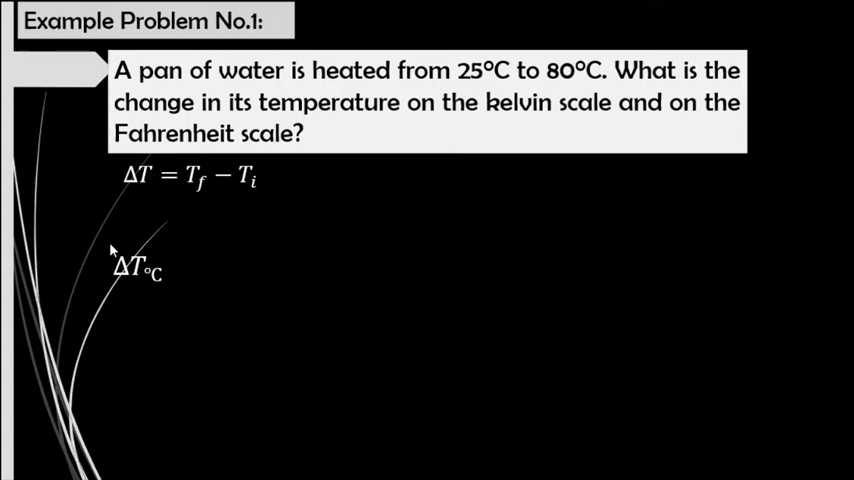 Example Problem No.1:
A pan of water is heated from 25°C to 80°C. What is the
change in its temperature on the kelvin scale and on the
Fahrenheit scale?
ΔT = T_f − T_i
ΔT_°C